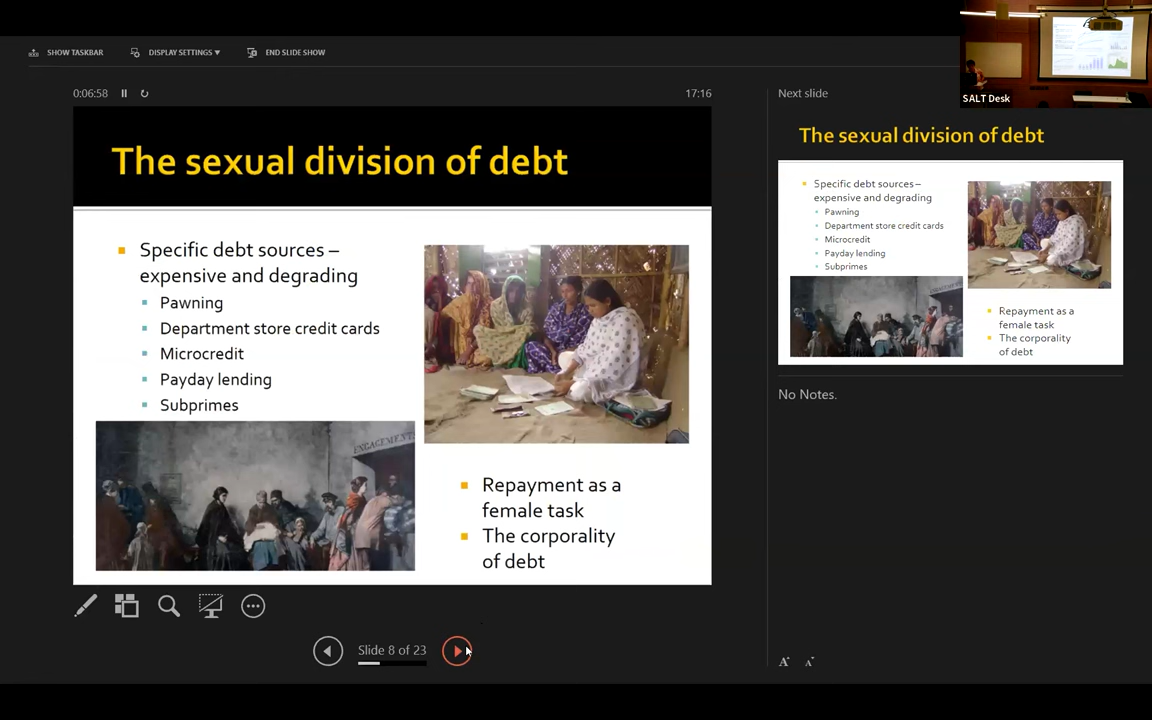 SHOW TASKBAR
DISPLAY SETTINGS ▼
END SLIDE SHOW
SALT Desk
0:06:58
17:16
The sexual division of debt
Specific debt sources –
expensive and degrading
Pawning
Department store credit cards
Microcredit
Payday lending
Subprimes
ENGAGEMENTS
Repayment as a
female task
The corporality
of debt
Slide 8 of 23
Next slide
The sexual division of debt
Specific debt sources –
expensive and degrading
Pawning
Department store credit cards
Microcredit
Payday lending
Subprimes
Repayment as a
female task
The corporality
of debt
No Notes.
A A